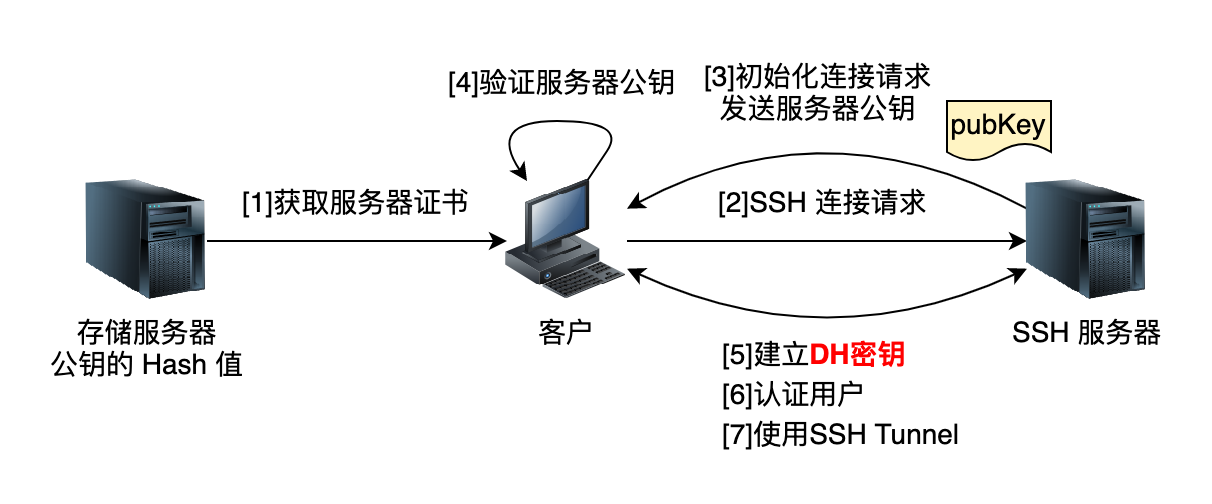 [4]验证服务器公钥
[3]初始化连接请求
发送服务器公钥
pubKey
[1]获取服务器证书
[2]SSH 连接请求
存储服务器
公钥的 Hash 值
客户
SSH 服务器
[5]建立DH密钥
[6]认证用户
[7]使用SSH Tunnel